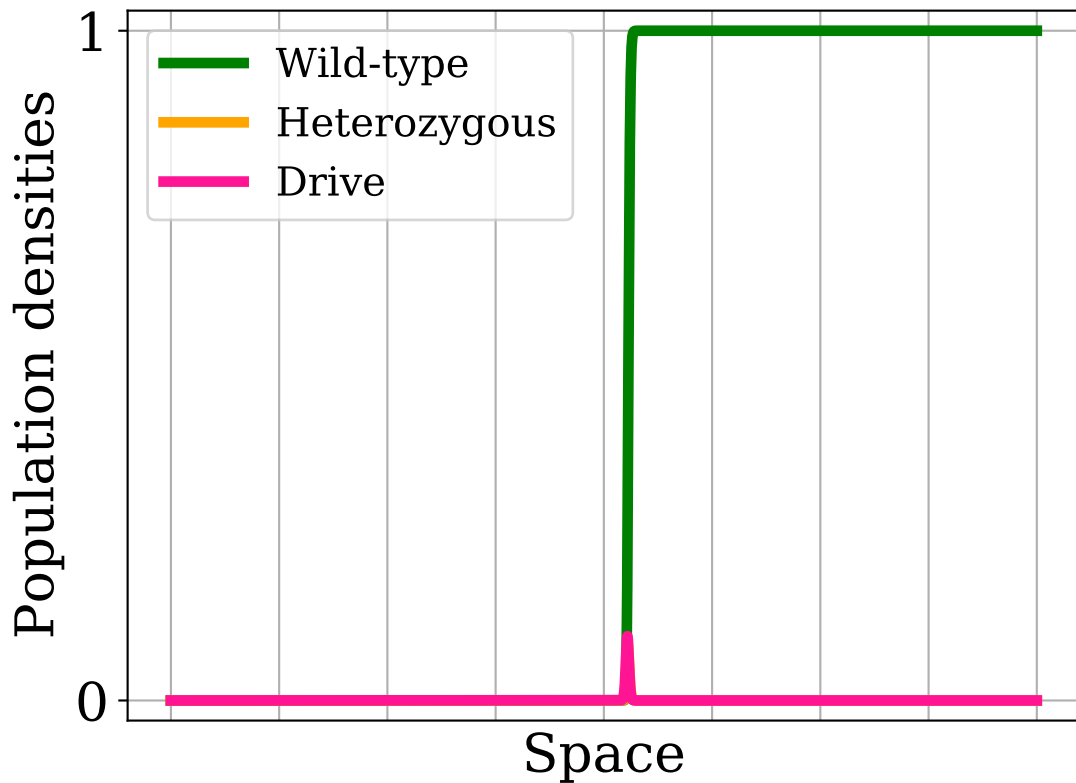 1
Wild-type
Heterozygous
Drive
Population densities
0
Space